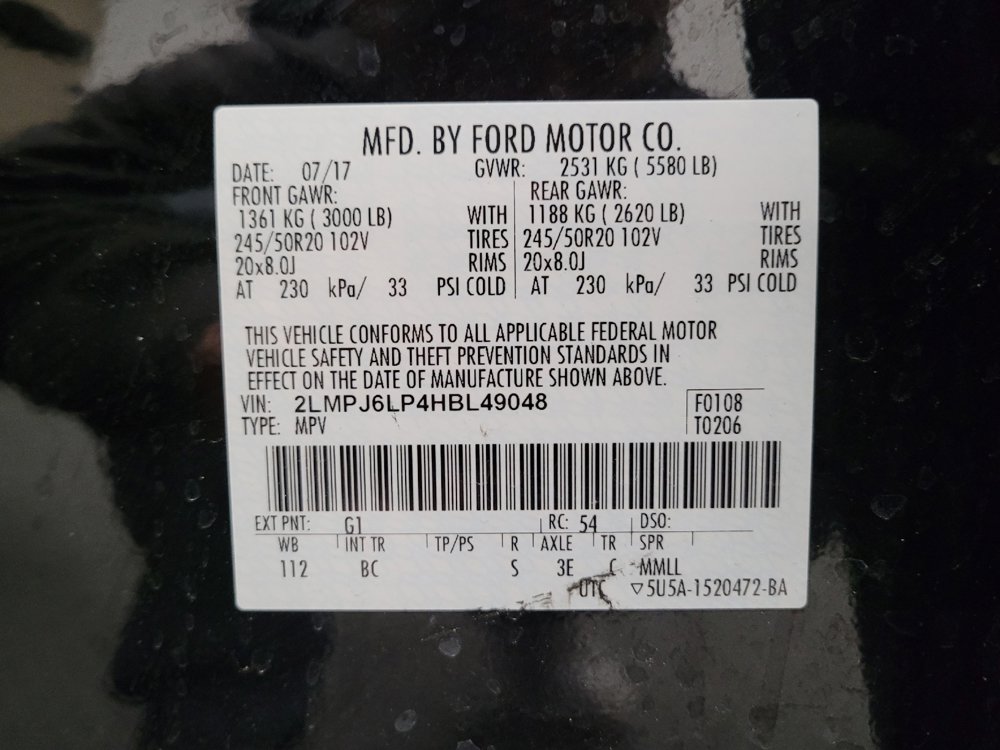 MFD. BY FORD MOTOR CO.
DATE: 07/17 GVWR: 2531 KG ( 5580 LB)
FRONT GAWR: REAR GAWR:
1361 KG ( 3000 LB) WITH 1188 KG ( 2620 LB) WITH
245/50R20 102V TIRES 245/50R20 102V TIRES
20x8.0J RIMS 20x8.0J RIMS
AT 230 kPa/ 33 PSI COLD AT 230 kPa/ 33 PSI COLD
THIS VEHICLE CONFORMS TO ALL APPLICABLE FEDERAL MOTOR
VEHICLE SAFETY AND THEFT PREVENTION STANDARDS IN
EFFECT ON THE DATE OF MANUFACTURE SHOWN ABOVE.
VIN: 2LMPJ6LP4HBL49048 F0108
TYPE: MPV T0206
EXT PNT: G1 RC: 54 DSO:
WB INT TR TP/PS R AXLE TR SPR
112 BC S 3E MMLL
UTC ▽5U5A-1520472-BA